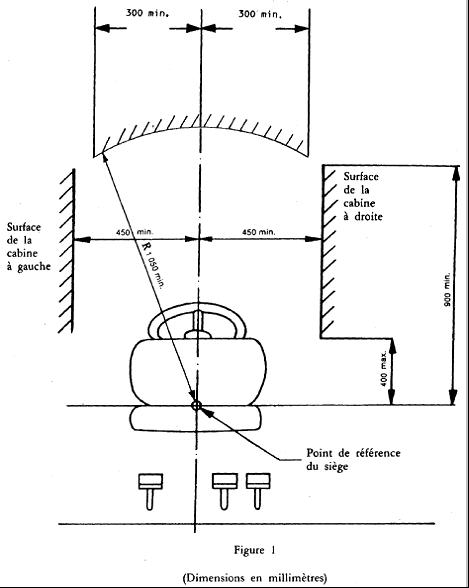 300 min.
300 min.
Surface
de la
cabine
à droite
Surface
de la
cabine
à gauche
450 min.
450 min.
R 1 050 min.
900 min.
400 max.
Point de référence
du siège
Figure 1
(Dimensions en millimètres)